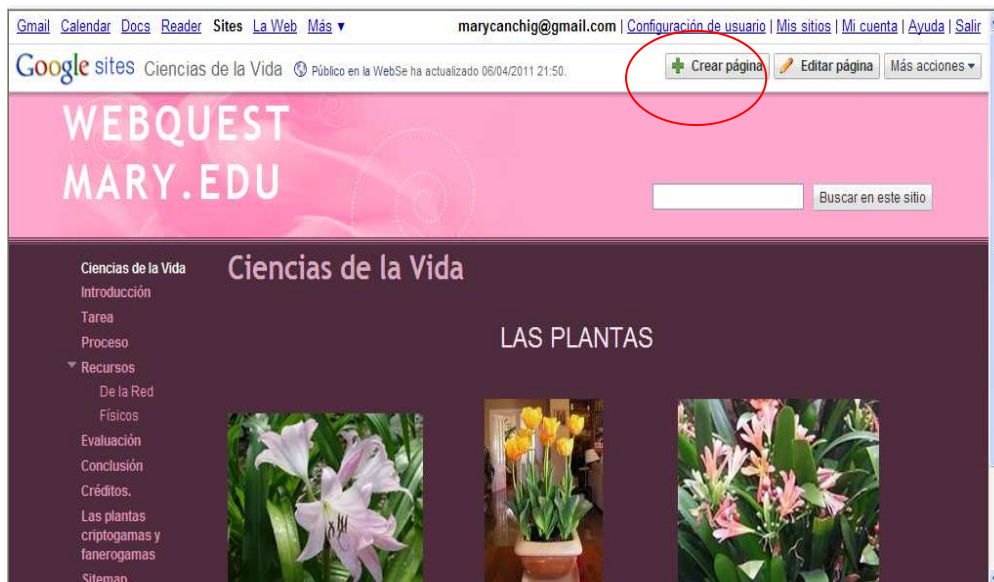 Gmail Calendar Docs Reader Sites La Web Más ▼ marycanchig@gmail.com | Configuración de usuario | Mis sitios | Mi cuenta | Ayuda | Salir
Google sites Ciencias de la Vida Público en la WebSe ha actualizado 06/04/2011 21:50. Crear página Editar página Más acciones ▾
WEBQUEST
MARY.EDU
Buscar en este sitio
Ciencias de la Vida
Introducción
Tarea
Proceso
Recursos
De la Red
Físicos
Evaluación
Conclusión
Créditos.
Las plantas
criptogamas y
fanerogamas
Sitemap
Ciencias de la Vida
LAS PLANTAS